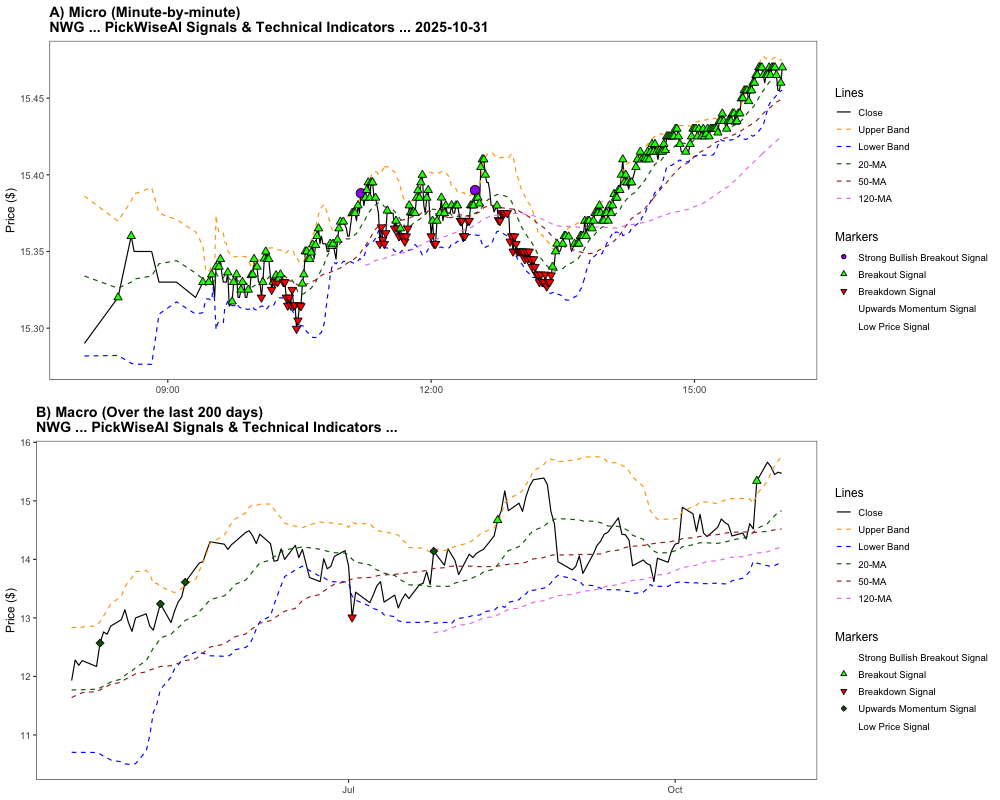 A) Micro (Minute-by-minute)
NWG ... PickWiseAI Signals & Technical Indicators ... 2025-10-31
Price ($)
15.45
15.40
15.35
15.30
09:00
12:00
15:00
Lines
Close
Upper Band
Lower Band
20-MA
50-MA
120-MA
Markers
Strong Bullish Breakout Signal
Breakout Signal
Breakdown Signal
Upwards Momentum Signal
Low Price Signal
B) Macro (Over the last 200 days)
NWG ... PickWiseAI Signals & Technical Indicators ...
Price ($)
16
15
14
13
12
11
Jul
Oct
Lines
Close
Upper Band
Lower Band
20-MA
50-MA
120-MA
Markers
Strong Bullish Breakout Signal
Breakout Signal
Breakdown Signal
Upwards Momentum Signal
Low Price Signal